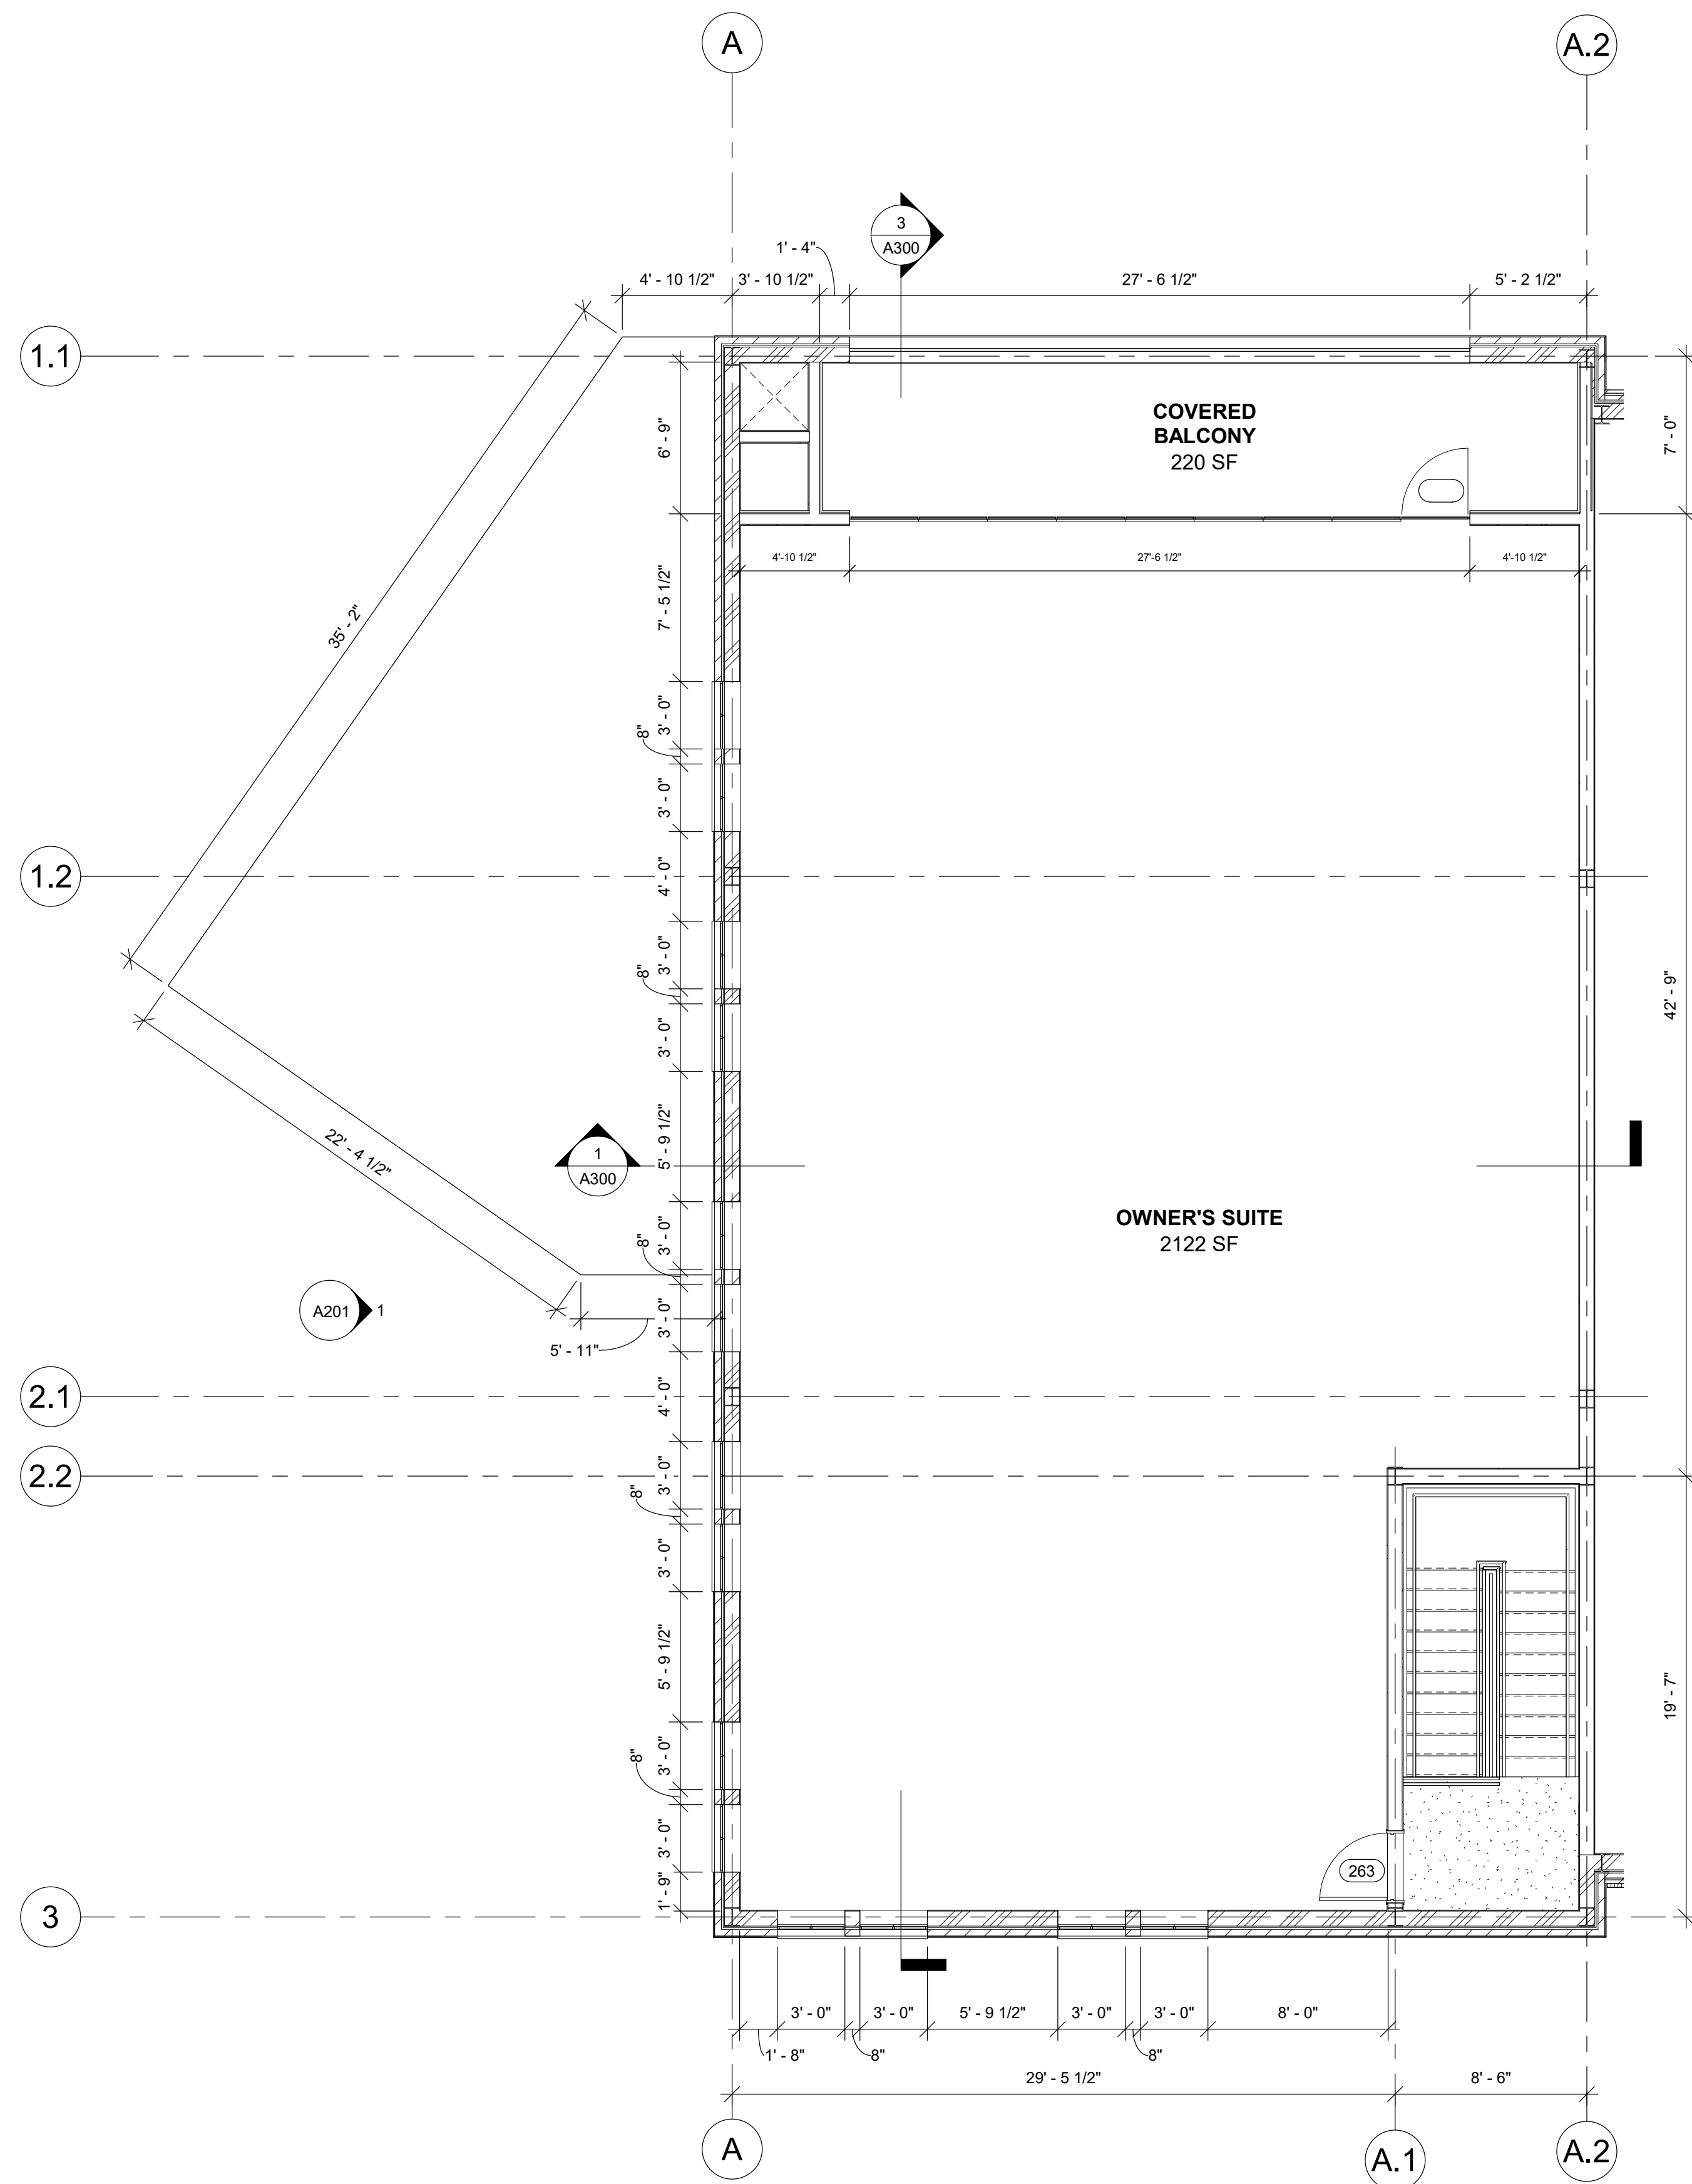 A
A.2
3
A300
1' - 4"
4' - 10 1/2"
3' - 10 1/2"
27' - 6 1/2"
5' - 2 1/2"
1.1
COVERED
BALCONY
220 SF
6' - 9"
7' - 0"
4'-10 1/2"
27'-6 1/2"
4'-10 1/2"
7' - 5 1/2"
35' - 2"
3' - 0"
8"
3' - 0"
1.2
4' - 0"
3' - 0"
8"
3' - 0"
42' - 9"
5' - 9 1/2"
22' - 4 1/2"
1
A300
OWNER'S SUITE
2122 SF
3' - 0"
8"
3' - 0"
A201
1
5' - 11"
2.1
4' - 0"
2.2
3' - 0"
8"
3' - 0"
5' - 9 1/2"
19' - 7"
3' - 0"
8"
3' - 0"
263
1' - 9"
3
3' - 0"
3' - 0"
5' - 9 1/2"
3' - 0"
3' - 0"
8' - 0"
1' - 8"
8"
8"
29' - 5 1/2"
8' - 6"
A
A.1
A.2